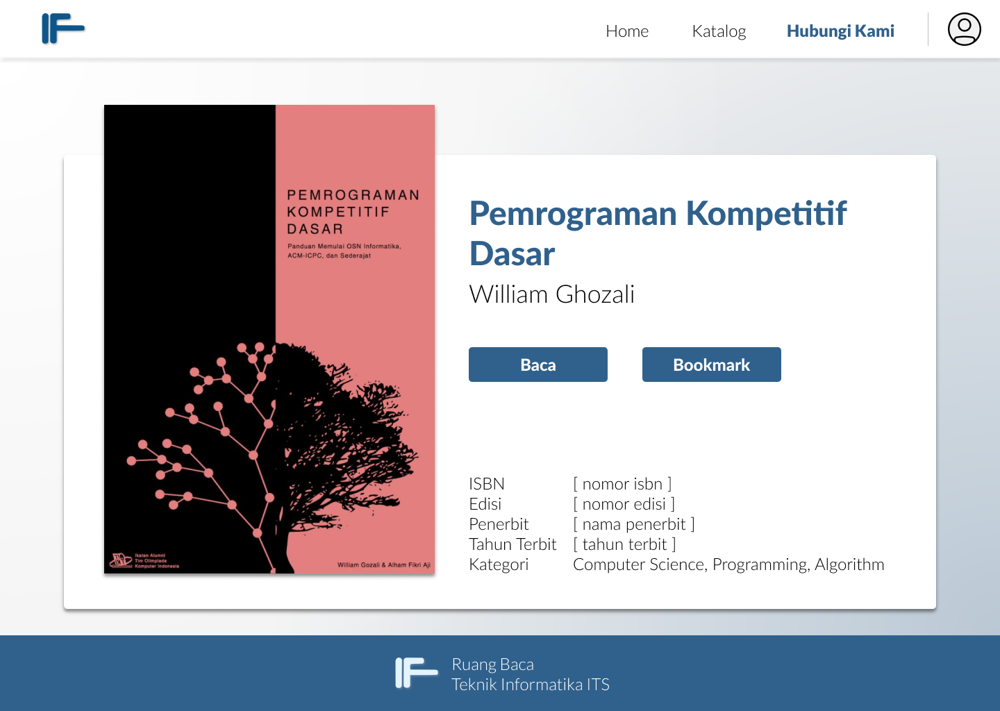 Home
Katalog
Hubungi Kami
PEMROGRAMAN
KOMPETITIF
DASAR
Panduan Memulai OSN Informatika,
ACM-ICPC, dan Sederajat
Ikatan Alumni
Tim Olimpiade
Komputer Indonesia
William Gozali & Alham Fikri Aji
Pemrograman Kompetitif
Dasar
William Ghozali
Baca
Bookmark
ISBN [ nomor isbn ]
Edisi [ nomor edisi ]
Penerbit [ nama penerbit ]
Tahun Terbit [ tahun terbit ]
Kategori Computer Science, Programming, Algorithm
Ruang Baca
Teknik Informatika ITS